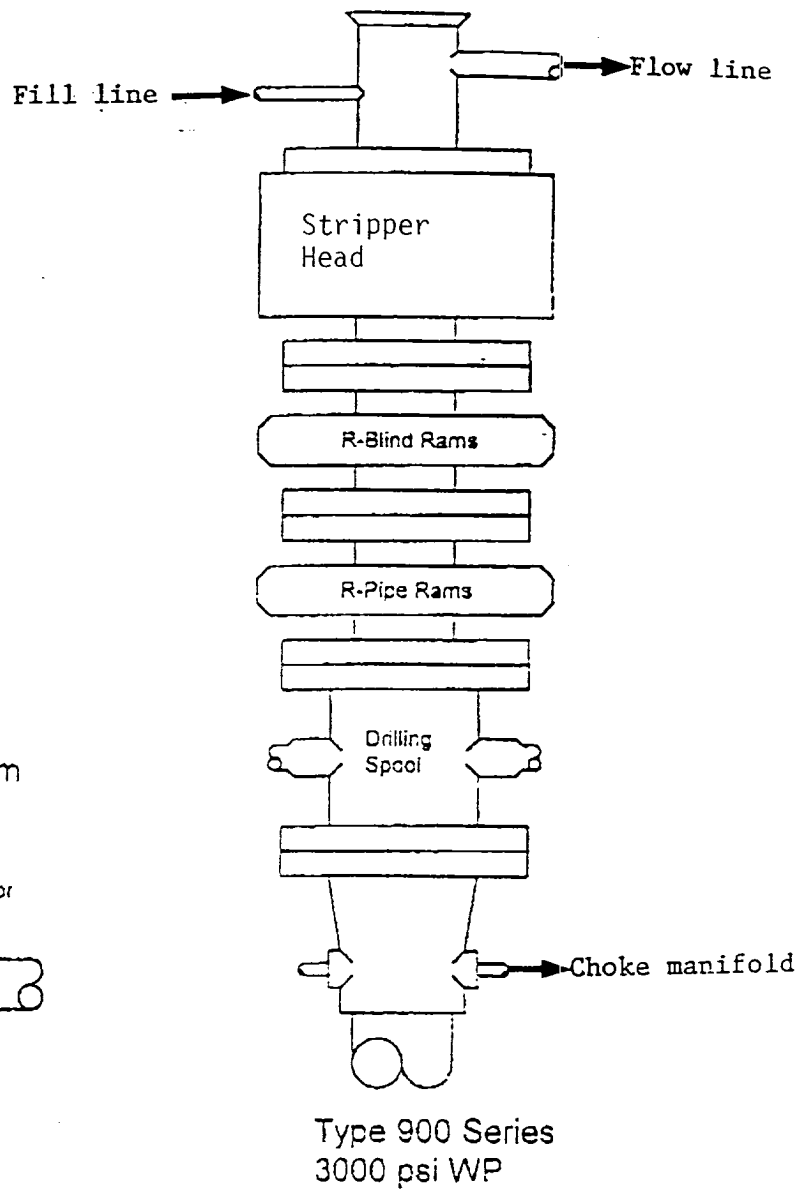 Flow line
Fill line
Stripper
Head
R-Blind Rams
R-Pipe Rams
Drilling
Spool
m
or
Choke manifold
Type 900 Series
3000 psi WP